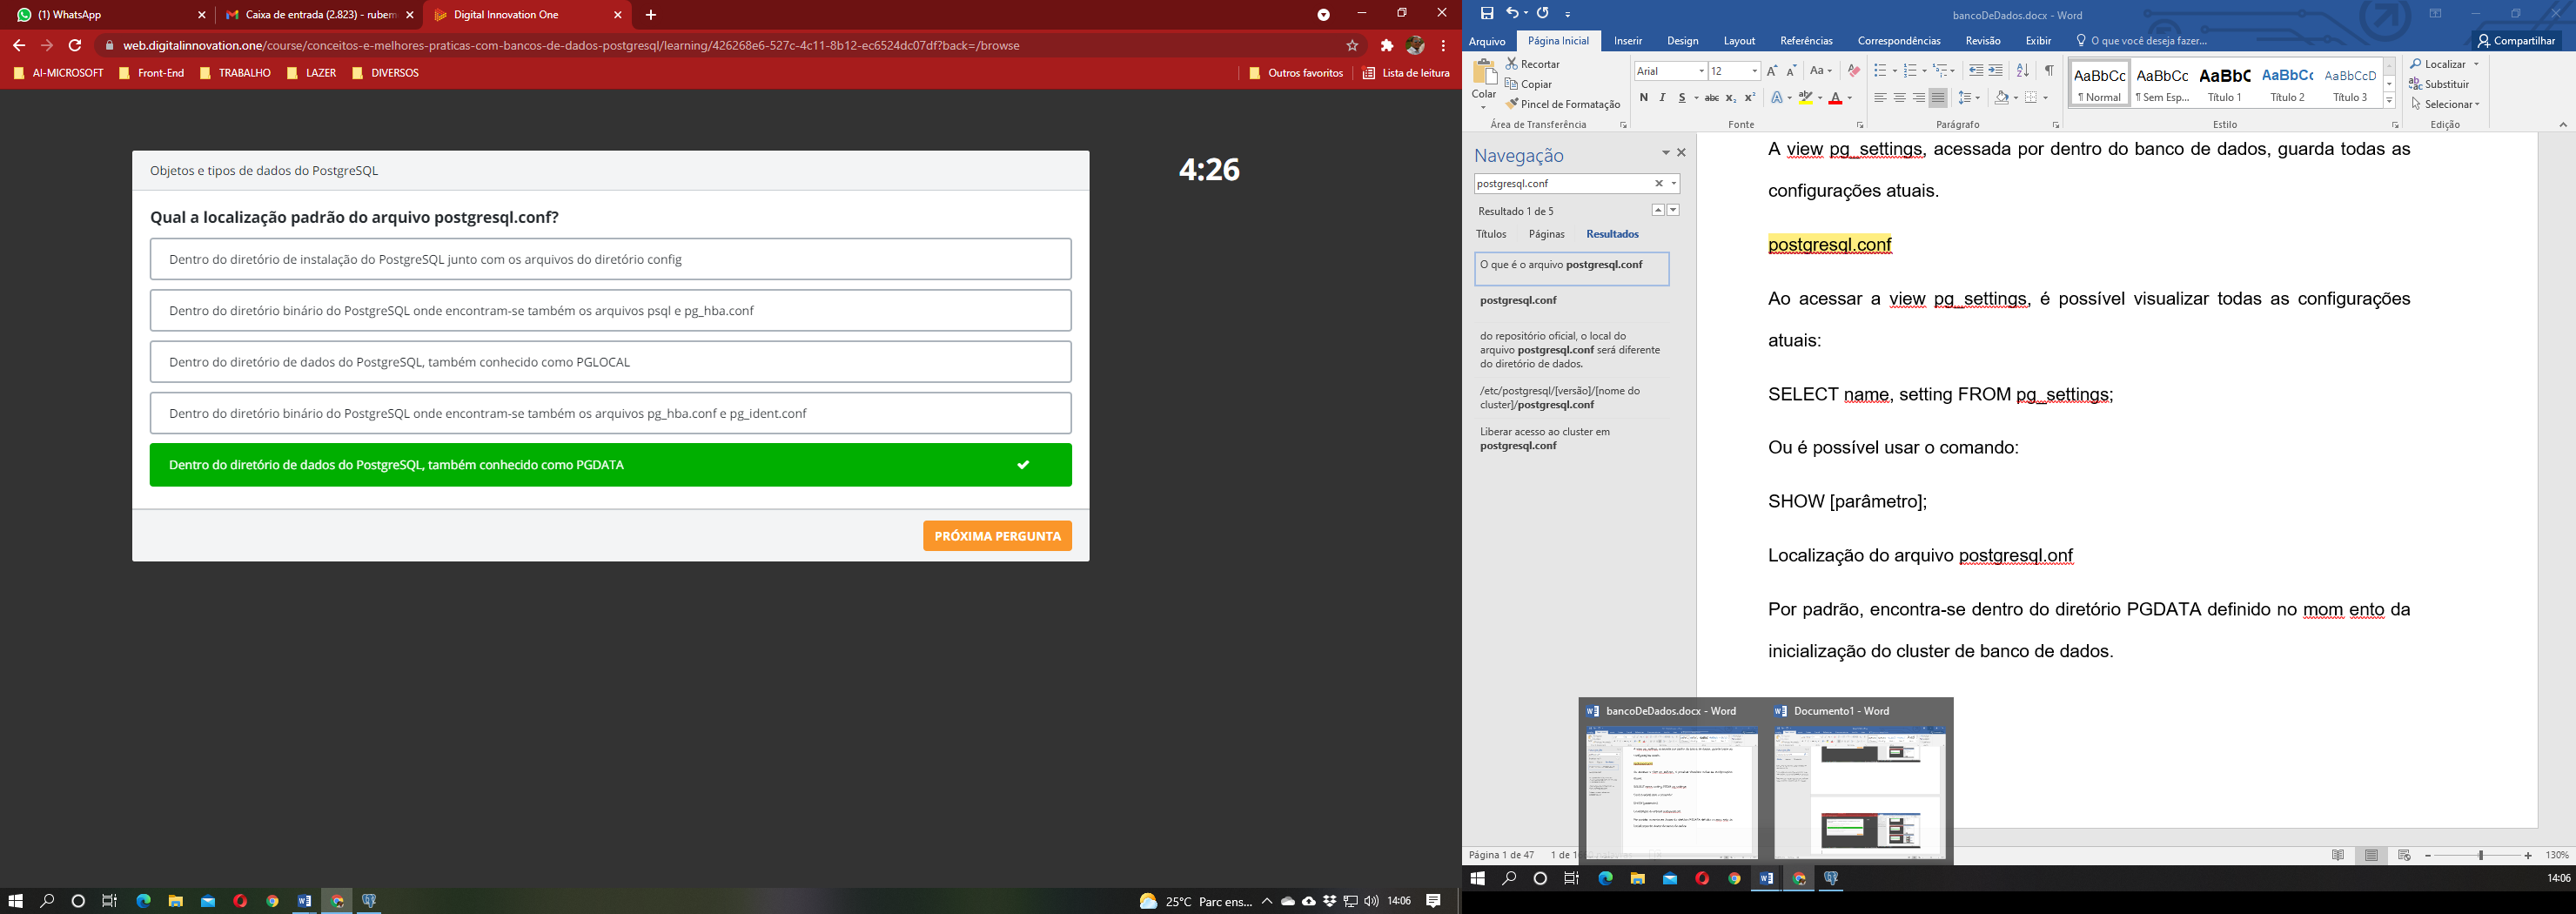 (1) WhatsApp
Caixa de entrada (2.823) - rubem
Digital Innovation One
web.digitalinnovation.one/course/conceitos-e-melhores-praticas-com-bancos-de-dados-postgresql/learning/426268e6-527c-4c11-8b12-ec6524dc07df?back=/browse
AI-MICROSOFT
Front-End
TRABALHO
LAZER
DIVERSOS
Outros favoritos
Lista de leitura
Objetos e tipos de dados do PostgreSQL
4:26
Qual a localização padrão do arquivo postgresql.conf?
Dentro do diretório de instalação do PostgreSQL junto com os arquivos do diretório config
Dentro do diretório binário do PostgreSQL onde encontram-se também os arquivos psql e pg_hba.conf
Dentro do diretório de dados do PostgreSQL, também conhecido como PGLOCAL
Dentro do diretório binário do PostgreSQL onde encontram-se também os arquivos pg_hba.conf e pg_ident.conf
Dentro do diretório de dados do PostgreSQL, também conhecido como PGDATA
PRÓXIMA PERGUNTA
25°C Parc ens...
14:06
bancoDeDados.docx - Word
Arquivo
Página Inicial
Inserir
Design
Layout
Referências
Correspondências
Revisão
Exibir
O que você deseja fazer...
Compartilhar
Colar
Recortar
Copiar
Pincel de Formatação
Área de Transferência
Arial
12
N I S abc x₂ x²
Aa
Fonte
Parágrafo
AaBbCc
¶ Normal
AaBbCc
¶ Sem Esp...
AaBbC
Título 1
AaBbCc
Título 2
AaBbCcD
Título 3
Estilo
Localizar
Substituir
Selecionar
Edição
Navegação
postgresql.conf
Resultado 1 de 5
Títulos
Páginas
Resultados
O que é o arquivo postgresql.conf
postgresql.conf
do repositório oficial, o local do
arquivo postgresql.conf será diferente
do diretório de dados.
/etc/postgresql/[versão]/[nome do
cluster]/postgresql.conf
Liberar acesso ao cluster em
postgresql.conf
A view pg_settings, acessada por dentro do banco de dados, guarda todas as
configurações atuais.
postgresql.conf
Ao acessar a view pg_settings, é possível visualizar todas as configurações
atuais:
SELECT name, setting FROM pg_settings;
Ou é possível usar o comando:
SHOW [parâmetro];
Localização do arquivo postgresql.onf
Por padrão, encontra-se dentro do diretório PGDATA definido no mom ento da
inicialização do cluster de banco de dados.
bancoDeDados.docx - Word
Documento1 - Word
Página 1 de 47
130%
14:06